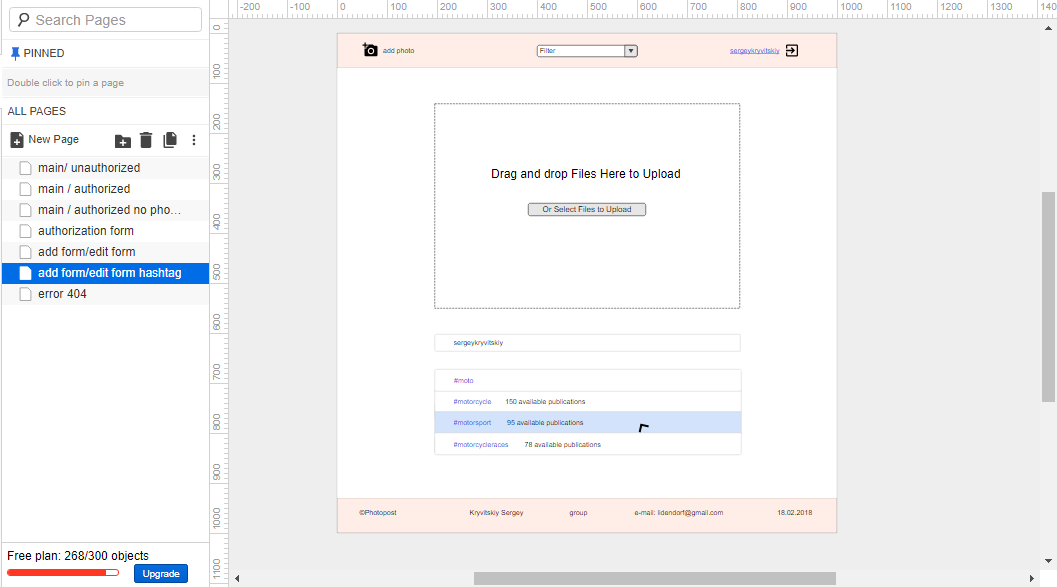 Search Pages
PINNED
Double click to pin a page
ALL PAGES
New Page
main/ unauthorized
main / authorized
main / authorized no pho...
authorization form
add form/edit form
add form/edit form hashtag
error 404
Free plan: 268/300 objects
Upgrade
-200 -100 0 100 200 300 400 500 600 700 800 900 1000 1100 1200 1300 140
0
100
200
300
400
500
600
700
800
900
1000
1100
add photo Filter sergeykryvitskiy
Drag and drop Files Here to Upload
Or Select Files to Upload
sergeykryvitskiy
#moto
#motorcycle 150 available publications
#motorsport 95 available publications
#motorcycleraces 78 available publications
©Photopost Kryvitskiy Sergey group e-mail: lidendorf@gmail.com 18.02.2018